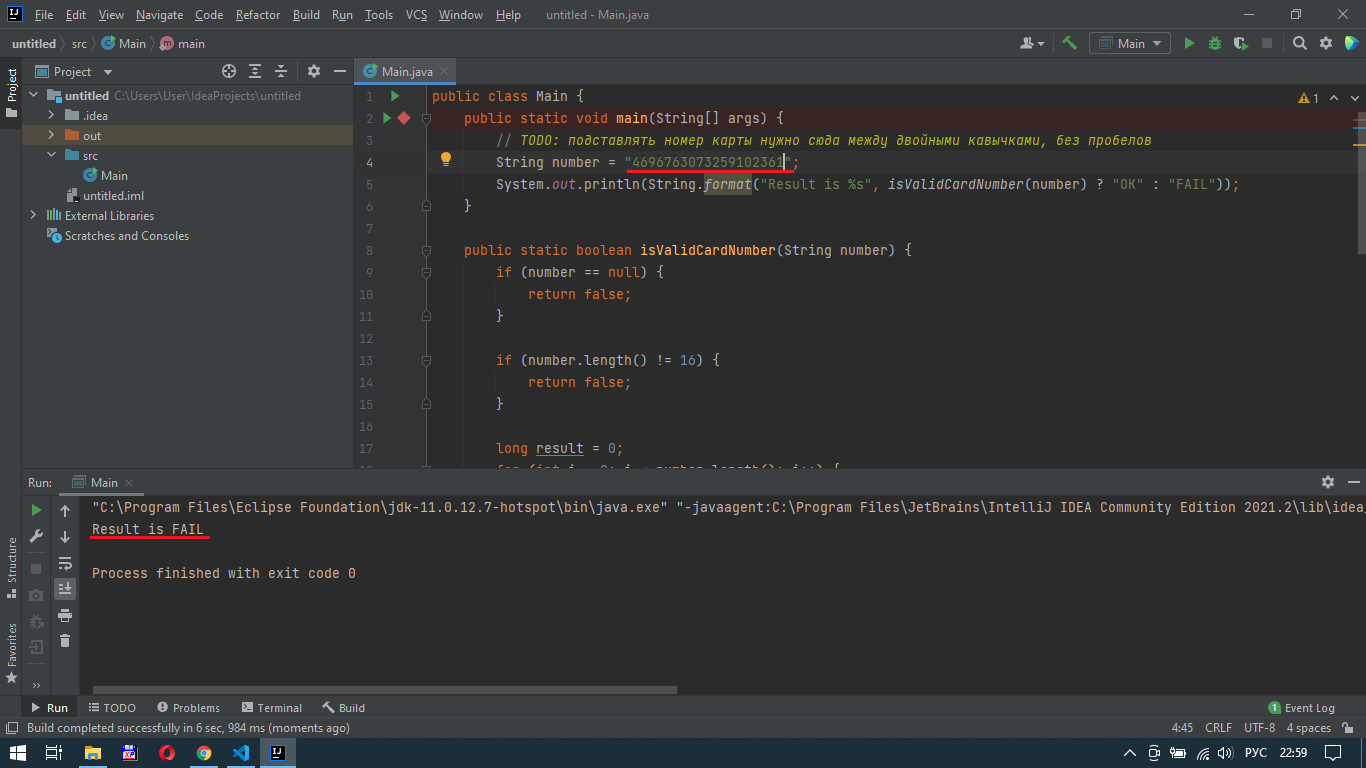 File Edit View Navigate Code Refactor Build Run Tools VCS Window Help untitled - Main.java
untitled src Main main
Main
Project
Project
Main.java
untitled C:\Users\User\IdeaProjects\untitled
.idea
out
src
Main
untitled.iml
External Libraries
Scratches and Consoles
1 public class Main {
1
2 public static void main(String[] args) {
3 // TODO: подставлять номер карты нужно сюда между двойными кавычками, без пробелов
4 String number = "4696763073259102361";
5 System.out.println(String.format("Result is %s", isValidCardNumber(number) ? "OK" : "FAIL"));
6 }
7
8 public static boolean isValidCardNumber(String number) {
9 if (number == null) {
10 return false;
11 }
12
13 if (number.length() != 16) {
14 return false;
15 }
16
17 long result = 0;
Run: Main
"C:\Program Files\Eclipse Foundation\jdk-11.0.12.7-hotspot\bin\java.exe" "-javaagent:C:\Program Files\JetBrains\IntelliJ IDEA Community Edition 2021.2\lib\idea_
Result is FAIL
Process finished with exit code 0
Structure
Favorites
Run TODO Problems Terminal Build 1 Event Log
Build completed successfully in 6 sec, 984 ms (moments ago) 4:45 CRLF UTF-8 4 spaces
РУС 22:59